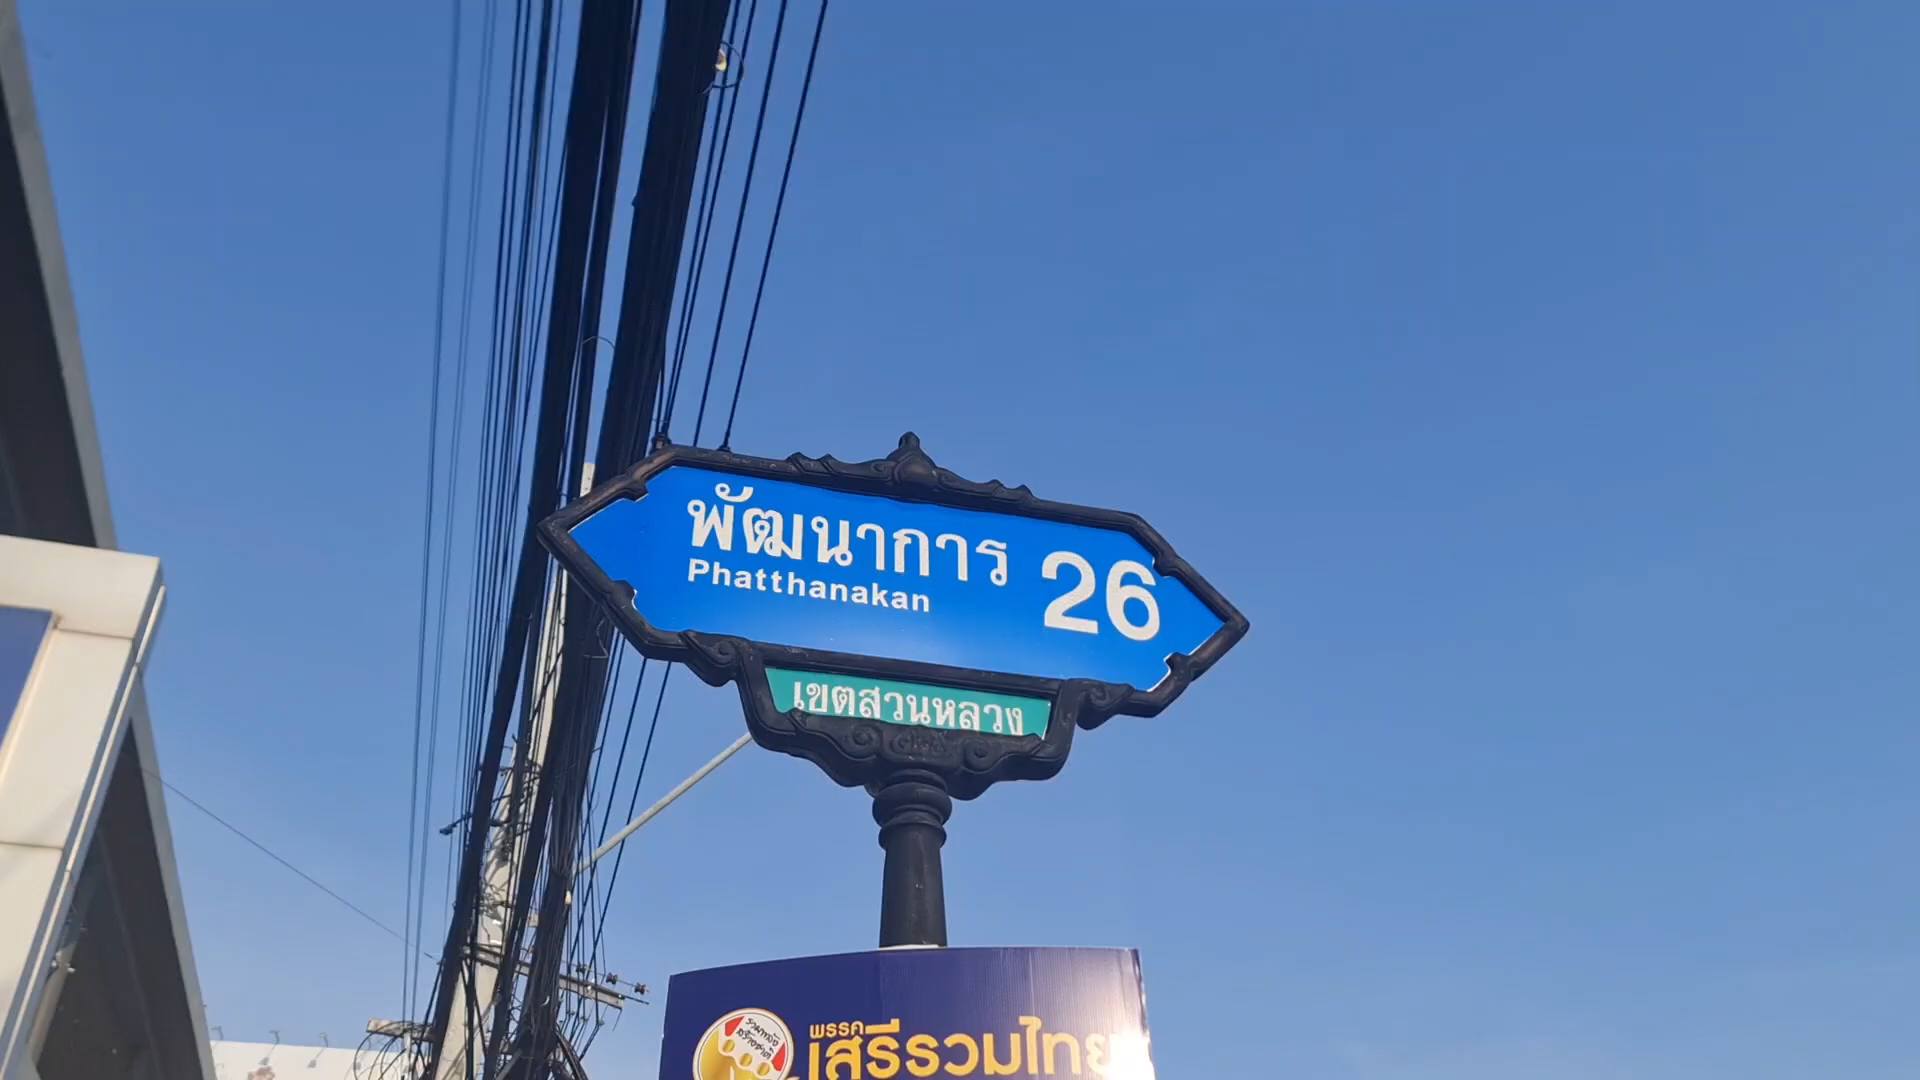 พัฒนาการ 26
Phatthanakan
เขตสวนหลวง
พรรค
เสรีรวมไทย